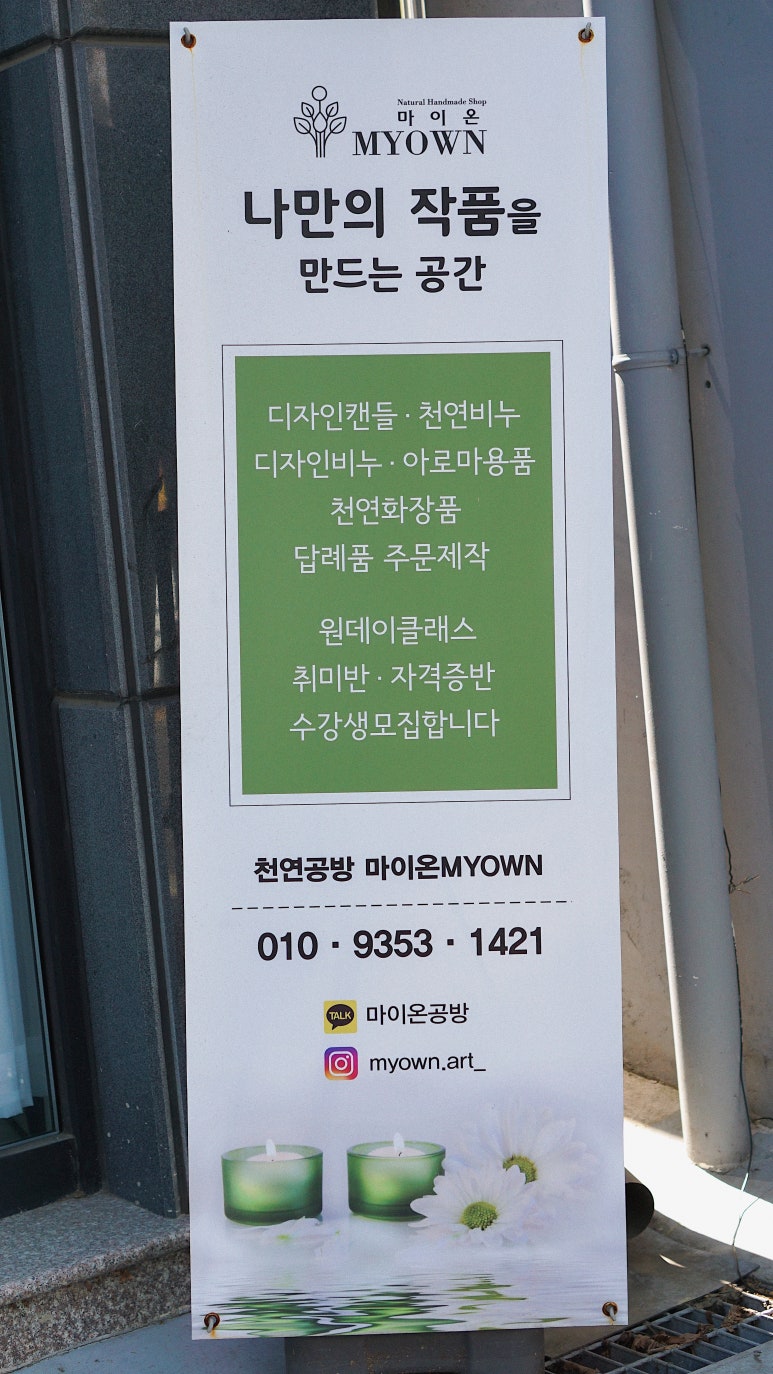 Natural Handmade Shop
마이온
MYOWN
나만의 작품을
만드는 공간
디자인캔들 · 천연비누
디자인비누 · 아로마용품
천연화장품
답례품 주문제작
원데이클래스
취미반 · 자격증반
수강생모집합니다
천연공방 마이온MYOWN
010 · 9353 · 1421
TALK 마이온공방
myown.art_